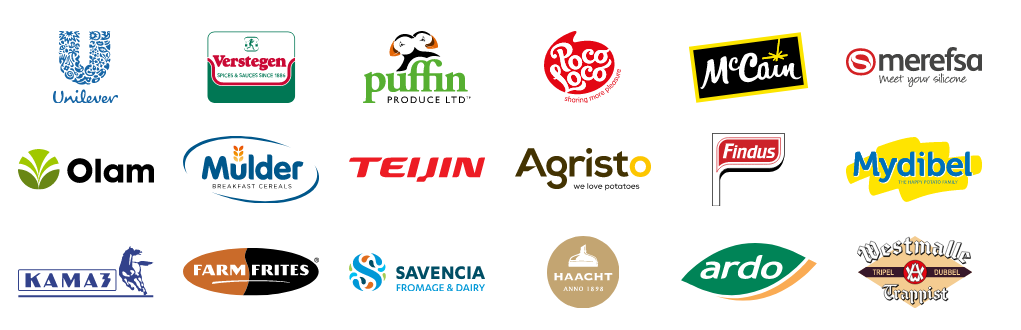 Unilever
Verstegen
SPICES & SAUCES SINCE 1886
puffin
PRODUCE LTD™
Poco
Loco
sharing more pleasure
McCain
merefsa
meet your silicone
Olam
Mulder
BREAKFAST CEREALS
TEIJIN
Agristo
we love potatoes
Findus
Mydibel
THE HAPPY POTATO FAMILY
КАМАЗ
FARM FRITES®
SAVENCIA
FROMAGE & DAIRY
HAACHT
ANNO 1898
ardo
Westmalle
TRIPEL DUBBEL
Trappist